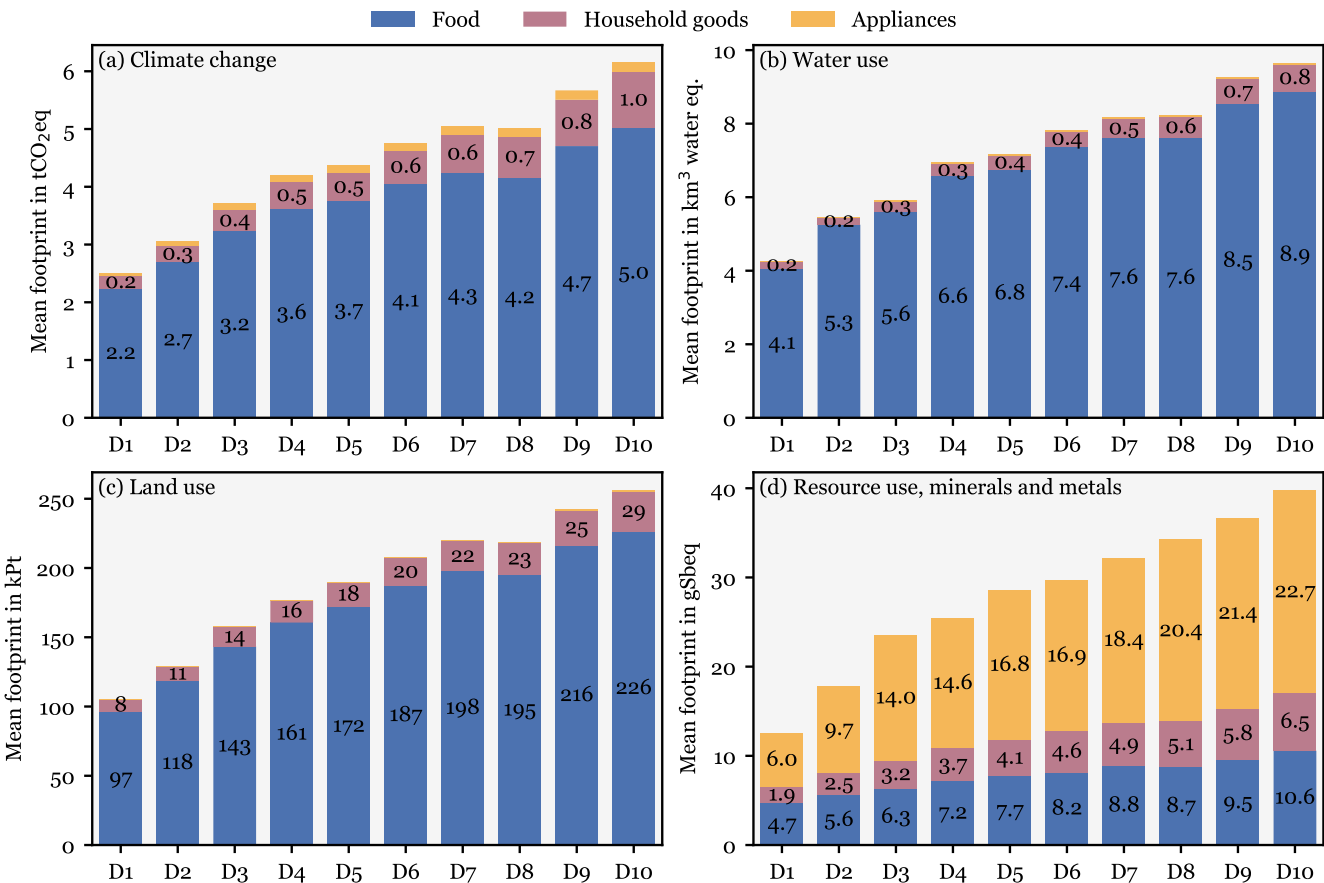 Food Household goods Appliances
(a) Climate change
Mean footprint in tCO₂eq
6
5
4
3
2
1
0
0.2 0.3 0.4 0.5 0.5 0.6 0.6 0.7 0.8 1.0
2.2 2.7 3.2 3.6 3.7 4.1 4.3 4.2 4.7 5.0
D1 D2 D3 D4 D5 D6 D7 D8 D9 D10
(b) Water use
Mean footprint in km³ water eq.
10
8
6
4
2
0
0.2 0.2 0.3 0.3 0.4 0.4 0.5 0.6 0.7 0.8
4.1 5.3 5.6 6.6 6.8 7.4 7.6 7.6 8.5 8.9
D1 D2 D3 D4 D5 D6 D7 D8 D9 D10
(c) Land use
Mean footprint in kPt
250
200
150
100
50
0
8 11 14 16 18 20 22 23 25 29
97 118 143 161 172 187 198 195 216 226
D1 D2 D3 D4 D5 D6 D7 D8 D9 D10
(d) Resource use, minerals and metals
Mean footprint in gSbeq
40
30
20
10
0
6.0 9.7 14.0 14.6 16.8 16.9 18.4 20.4 21.4 22.7
1.9 2.5 3.2 3.7 4.1 4.6 4.9 5.1 5.8 6.5
4.7 5.6 6.3 7.2 7.7 8.2 8.8 8.7 9.5 10.6
D1 D2 D3 D4 D5 D6 D7 D8 D9 D10